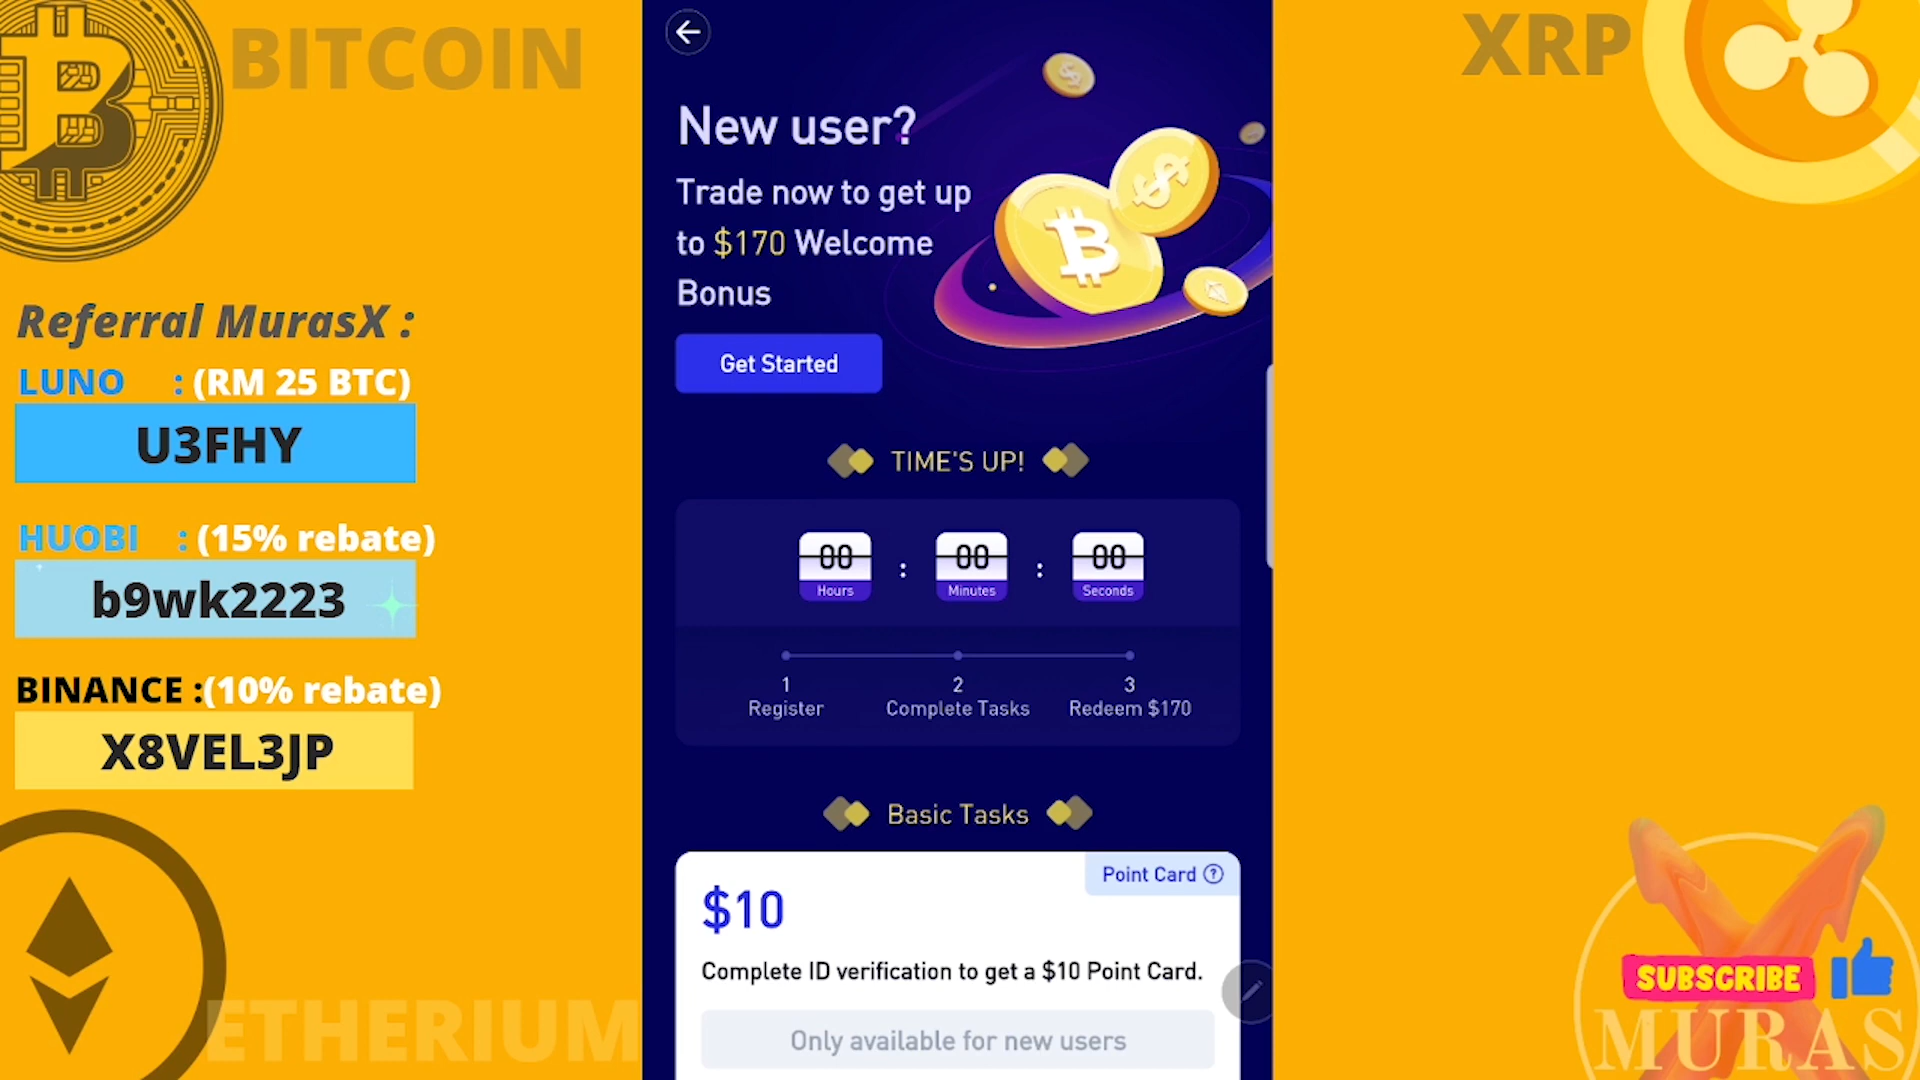 BITCOIN
XRP
Referral MurasX :
LUNO : (RM 25 BTC)
U3FHY
HUOBI : (15% rebate)
b9wk2223
BINANCE :(10% rebate)
X8VEL3JP
ETHERIUM
New user?
Trade now to get up
to $170 Welcome
Bonus
Get Started
TIME'S UP!
00 : 00 : 00
Hours Minutes Seconds
1 2 3
Register Complete Tasks Redeem $170
Basic Tasks
Point Card ?
$10
Complete ID verification to get a $10 Point Card.
Only available for new users
SUBSCRIBE
MURAS